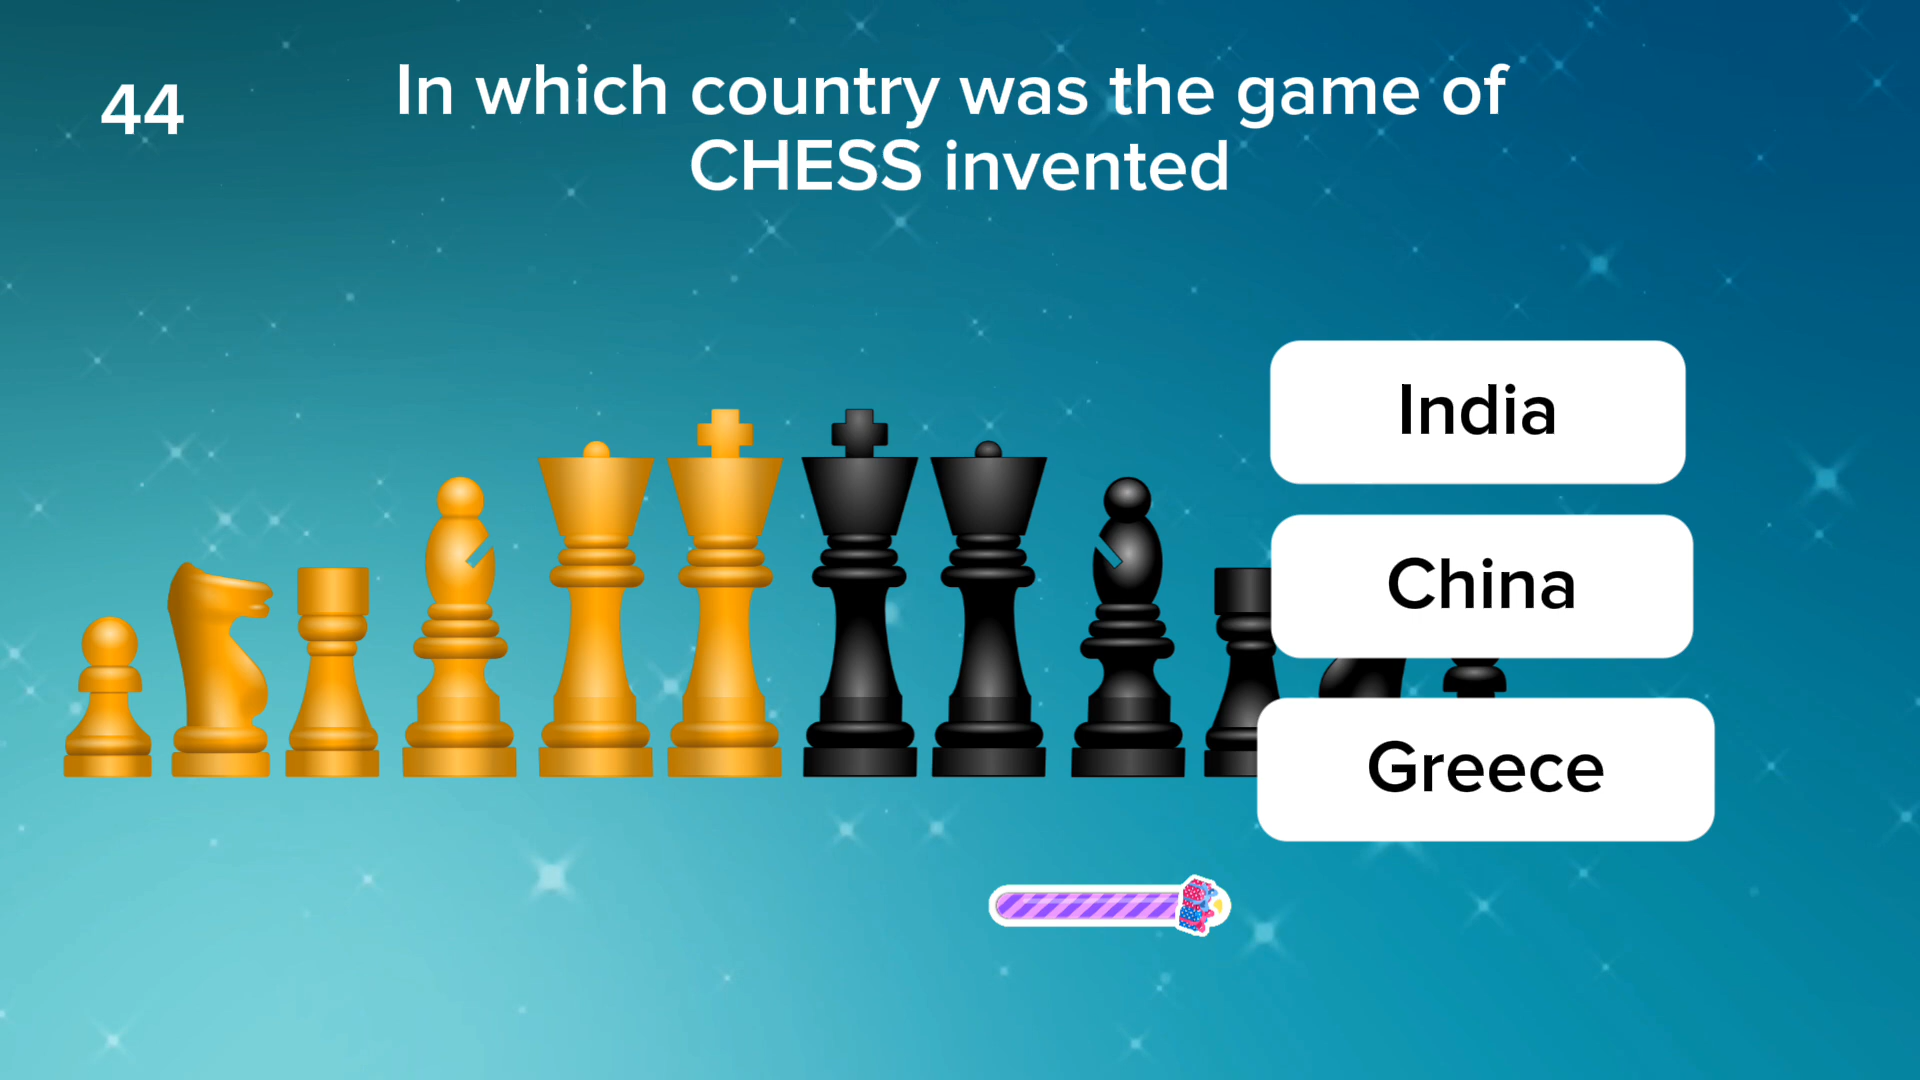 44
In which country was the game of
CHESS invented
India
China
Greece